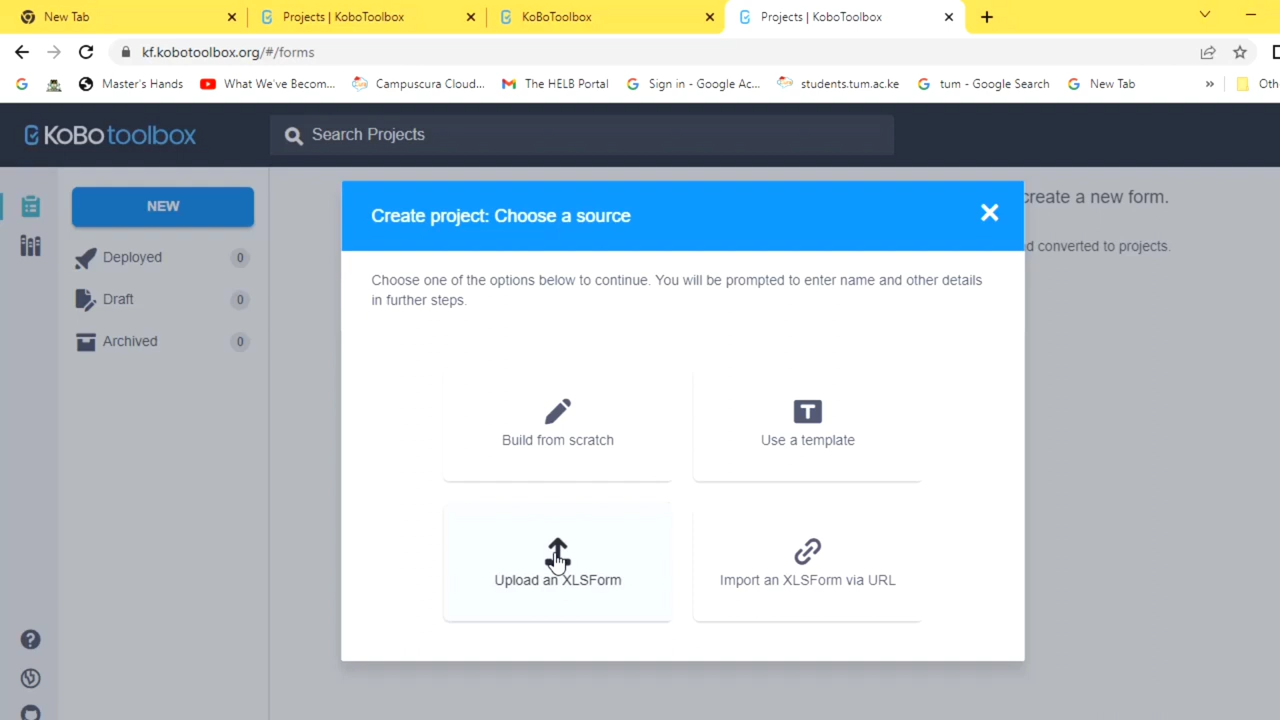 New Tab
Projects | KoboToolbox
KoBoToolbox
Projects | KoboToolbox
kf.kobotoolbox.org/#/forms
G
Master's Hands
What We've Becom...
Campuscura Cloud...
The HELB Portal
G Sign in - Google Ac...
students.tum.ac.ke
G tum - Google Search
G New Tab
»
Oth
KoBo toolbox
Search Projects
NEW
Deployed 0
Draft 0
Archived 0
create a new form.
d converted to projects.
Create project: Choose a source
Choose one of the options below to continue. You will be prompted to enter name and other details
in further steps.
Build from scratch
T
Use a template
Upload an XLSForm
Import an XLSForm via URL
?